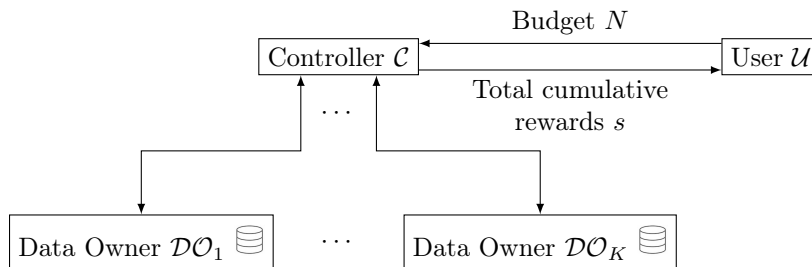 Budget N
Controller 𝒞
User 𝒰
Total cumulative
rewards s
...
Data Owner 𝒟𝒪₁
...
Data Owner 𝒟𝒪_K